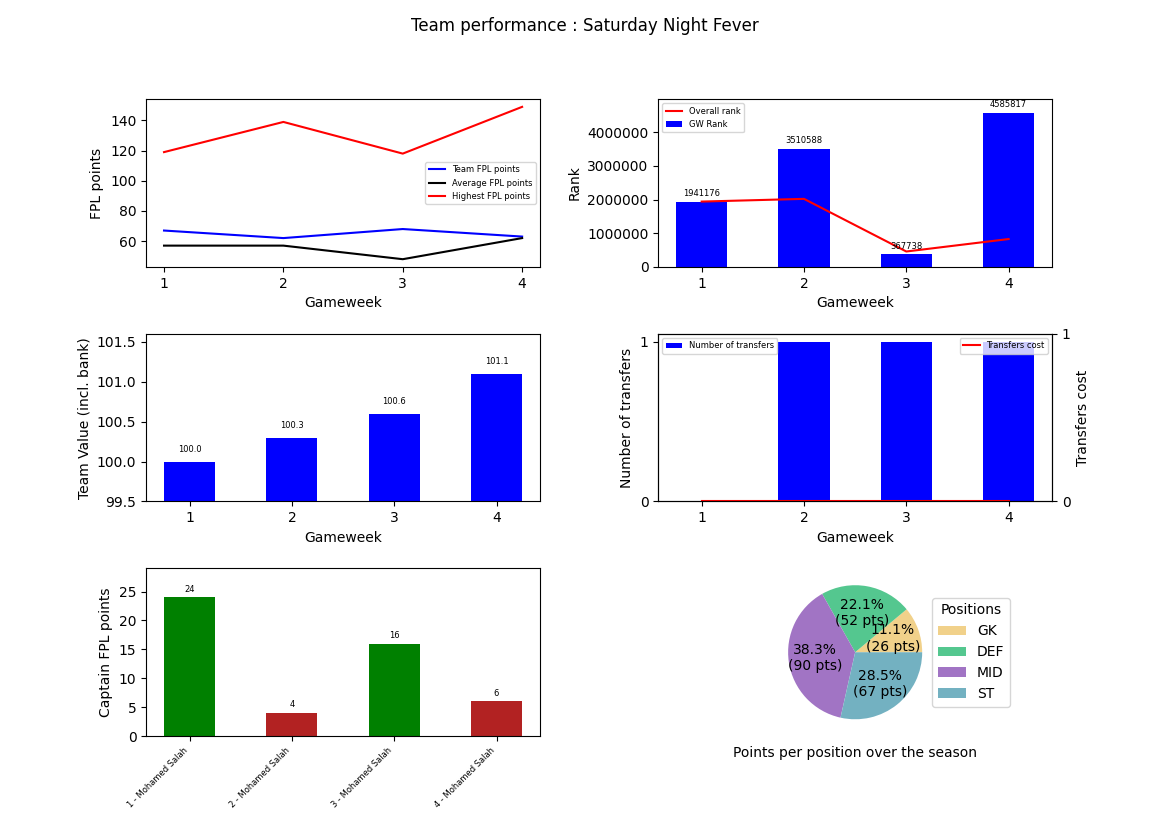 Team performance : Saturday Night Fever
FPL points
140
120
100
80
60
Team FPL points
Average FPL points
Highest FPL points
1 2 3 4
Gameweek
Rank
4000000
3000000
2000000
1000000
0
Overall rank
GW Rank
1941176
3510588
367738
4585817
1 2 3 4
Gameweek
Team Value (incl. bank)
101.5
101.0
100.5
100.0
99.5
100.0
100.3
100.6
101.1
1 2 3 4
Gameweek
Number of transfers
1
0
Number of transfers
Transfers cost
1
0
Transfers cost
1 2 3 4
Gameweek
Captain FPL points
25
20
15
10
5
0
24
4
16
6
1 - Mohamed Salah
2 - Mohamed Salah
3 - Mohamed Salah
4 - Mohamed Salah
22.1%
(52 pts)
11.1%
(26 pts)
38.3%
(90 pts)
28.5%
(67 pts)
Positions
GK
DEF
MID
ST
Points per position over the season